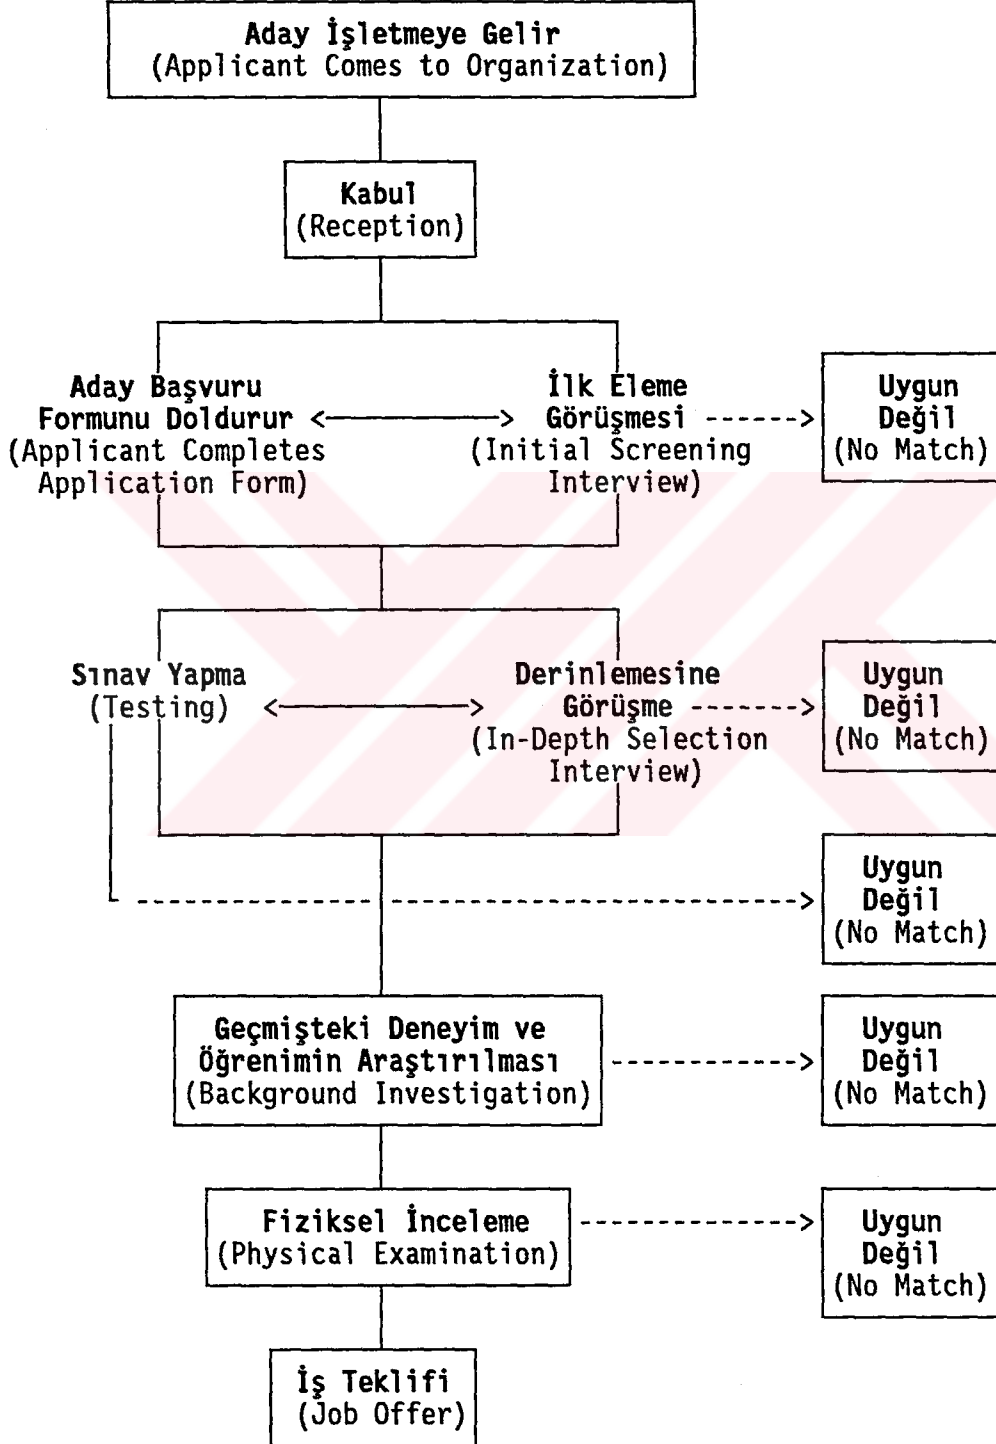 Aday İşletmeye Gelir
(Applicant Comes to Organization)
Kabul
(Reception)
Aday Başvuru
Formunu Doldurur
(Applicant Completes
Application Form)
İlk Eleme
Görüşmesi
(Initial Screening
Interview)
Uygun
Değil
(No Match)
Sınav Yapma
(Testing)
Derinlemesine
Görüşme
(In-Depth Selection
Interview)
Uygun
Değil
(No Match)
Uygun
Değil
(No Match)
Geçmişteki Deneyim ve
Öğrenimin Araştırılması
(Background Investigation)
Uygun
Değil
(No Match)
Fiziksel İnceleme
(Physical Examination)
Uygun
Değil
(No Match)
İş Teklifi
(Job Offer)